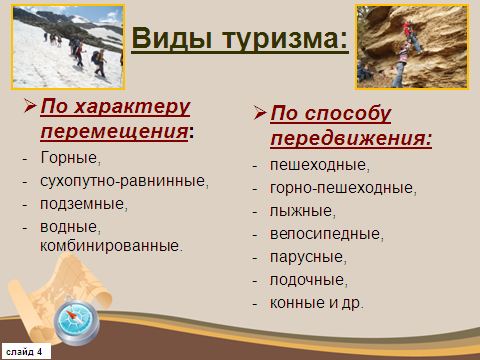 Виды туризма:
По характеру
перемещения:
- Горные,
- сухопутно-равнинные,
- подземные,
- водные,
комбинированные.
По способу
передвижения:
- пешеходные,
- горно-пешеходные,
- лыжные,
- велосипедные,
- парусные,
- подочные,
- конные и др.
слайд 4